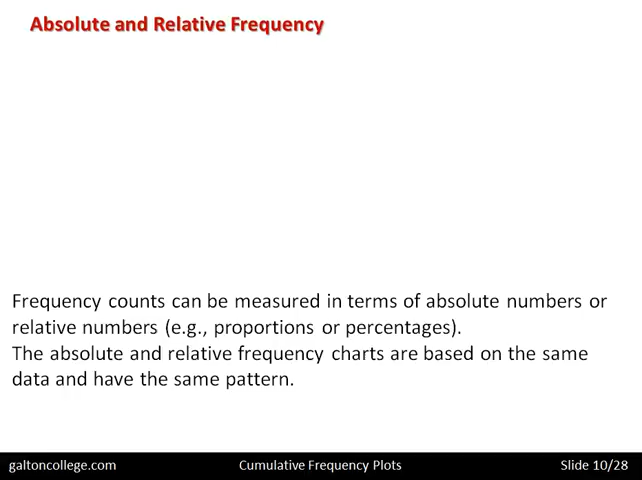 Absolute and Relative Frequency
Frequency counts can be measured in terms of absolute numbers or
relative numbers (e.g., proportions or percentages).
The absolute and relative frequency charts are based on the same
data and have the same pattern.
galtoncollege.com Cumulative Frequency Plots Slide 10/28